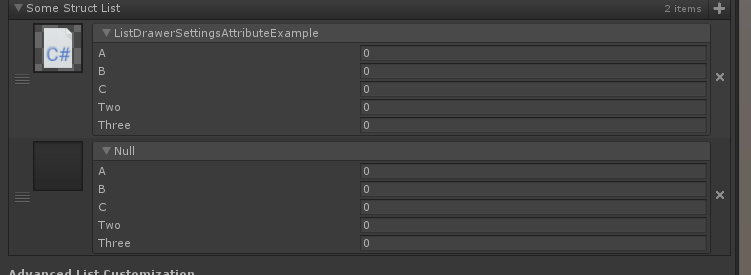 Some Struct List 2 items
C#
ListDrawerSettingsAttributeExample
A 0
B 0
C 0
Two 0
Three 0
Null
A 0
B 0
C 0
Two 0
Three 0
Advanced List Customization